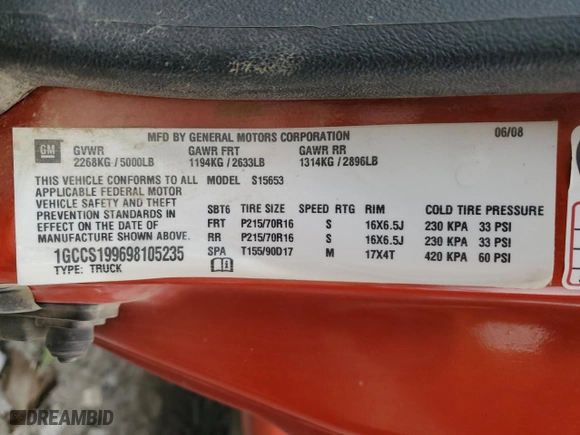 MFD BY GENERAL MOTORS CORPORATION 06/08
GM GVWR GAWR FRT GAWR RR
2268KG / 5000LB 1194KG / 2633LB 1314KG / 2896LB
THIS VEHICLE CONFORMS TO ALL MODEL S15653
APPLICABLE FEDERAL MOTOR
VEHICLE SAFETY AND THEFT
PREVENTION STANDARDS IN
EFFECT ON THE DATE OF
MANUFACTURE SHOWN ABOVE.
SBT6 TIRE SIZE SPEED RTG RIM COLD TIRE PRESSURE
FRT P215/70R16 S 16X6.5J 230 KPA 33 PSI
RR P215/70R16 S 16X6.5J 230 KPA 33 PSI
SPA T155/90D17 M 17X4T 420 KPA 60 PSI
1GCCS199698105235
TYPE: TRUCK
DREAMBID